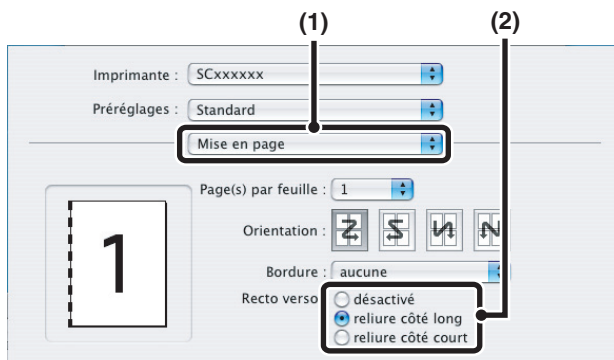 (1) (2)
Imprimante : SCxxxxxx
Préréglages : Standard
Mise en page
Page(s) par feuille : 1
Orientation :
1
Bordure : aucune
Recto verso
désactivé
reliure côté long
reliure côté court